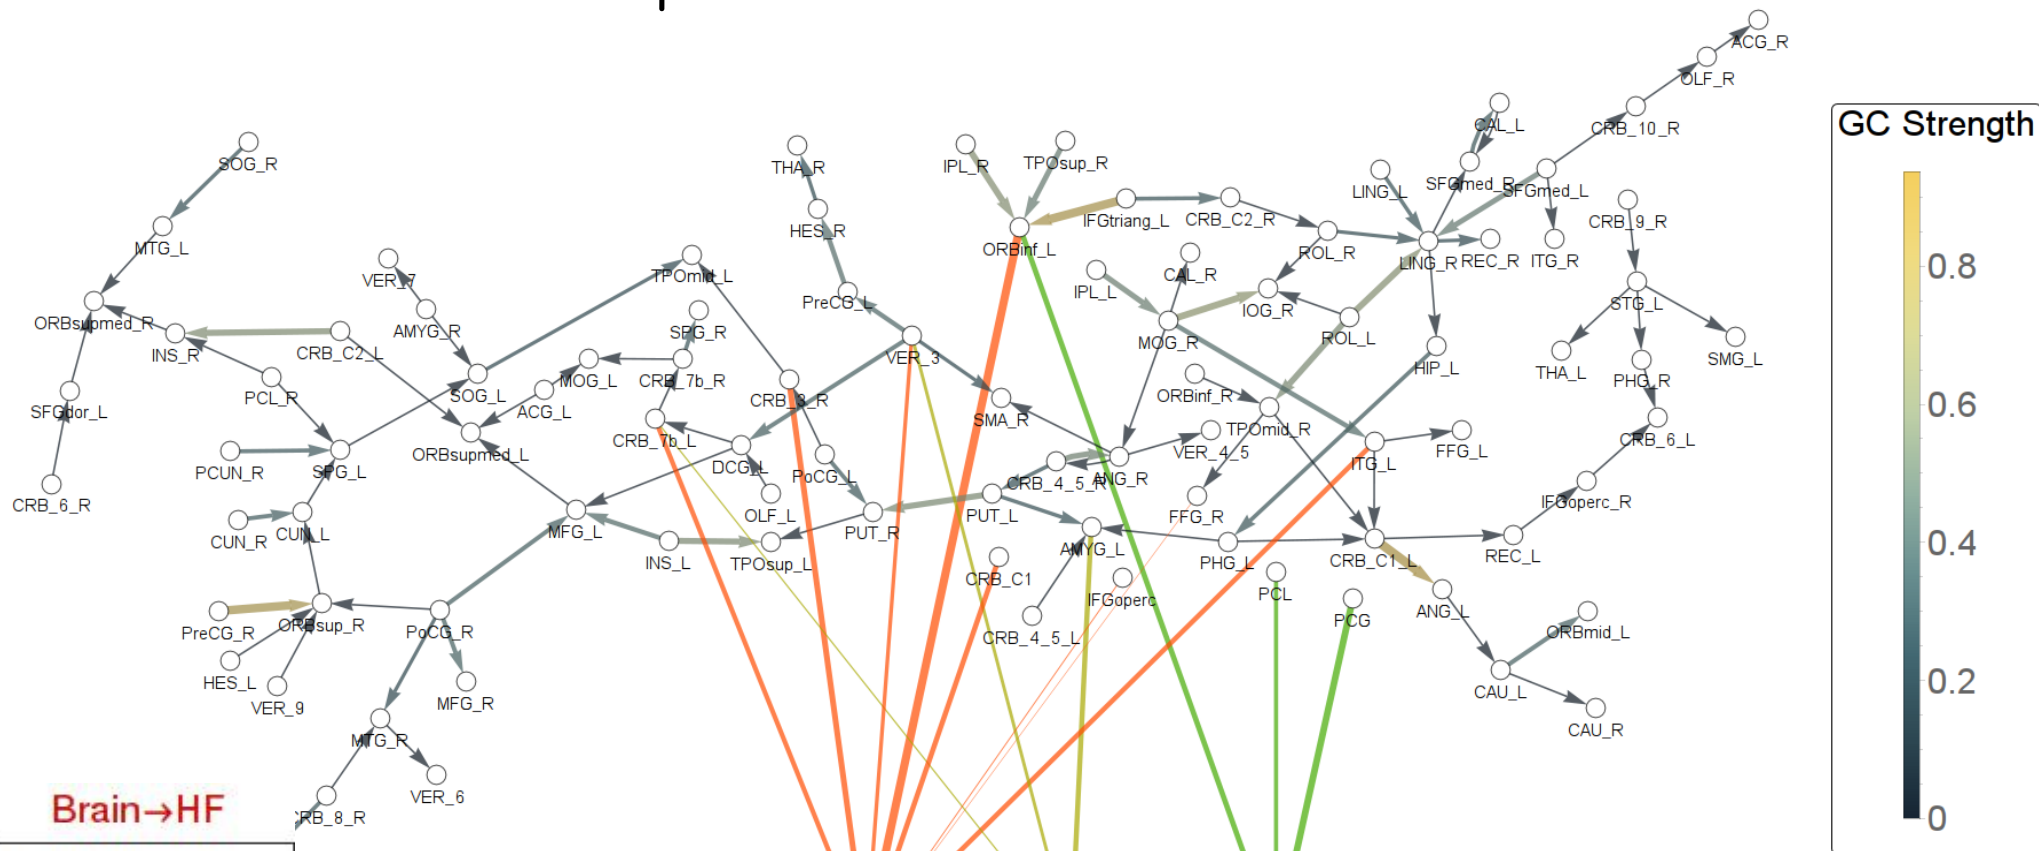 ACG_R
OLF_R
CAL_L
GC Strength
CRB_10_R
SOG_R
THA_R
IPL_R
TPOsup_R
SFGmed_R
SFGmed_L
LING_L
IFGtriang_L
CRB_C2_R
CRB_9_R
HES_R
MTG_L
ORBinf_L
ROL_R
LING_R
REC_R
ITG_R
0.8
VER_7
TPOmid_L
CAL_R
IPL_L
PreCG_L
IOG_R
STG_L
ORBsupmed_R
AMYG_R
SPG_R
MOG_R
ROL_L
INS_R
CRB_C2_L
VER_3
SMG_L
MOG_L
CRB_7b_R
HIP_L
THA_L
PHG_R
PCL_R
SOG_L
CRB_3_R
ORBinf_R
0.6
SFGdor_L
ACG_L
SMA_R
TPOmid_R
CRB_7b_L
CRB_6_L
ORBsupmed_L
VER_4_5
FFG_L
PCUN_R
SPG_L
DCG_L
PoCG_L
ITG_L
CRB_4_5_R
ANG_R
CRB_6_R
OLF_L
PUT_L
FFG_R
IFGoperc_R
CUN_R
CUN_L
MFG_L
PUT_R
0.4
AMYG_L
INS_L
TPOsup_L
PHG_L
CRB_C1_L
REC_L
CRB_C1
IFGoperc
PCL
ANG_L
PCG
PreCG_R
ORBsup_R
PoCG_R
CRB_4_5_L
ORBmid_L
HES_L
0.2
VER_9
MFG_R
CAU_L
CAU_R
MTG_R
VER_6
Brain→HF
CRB_8_R
0